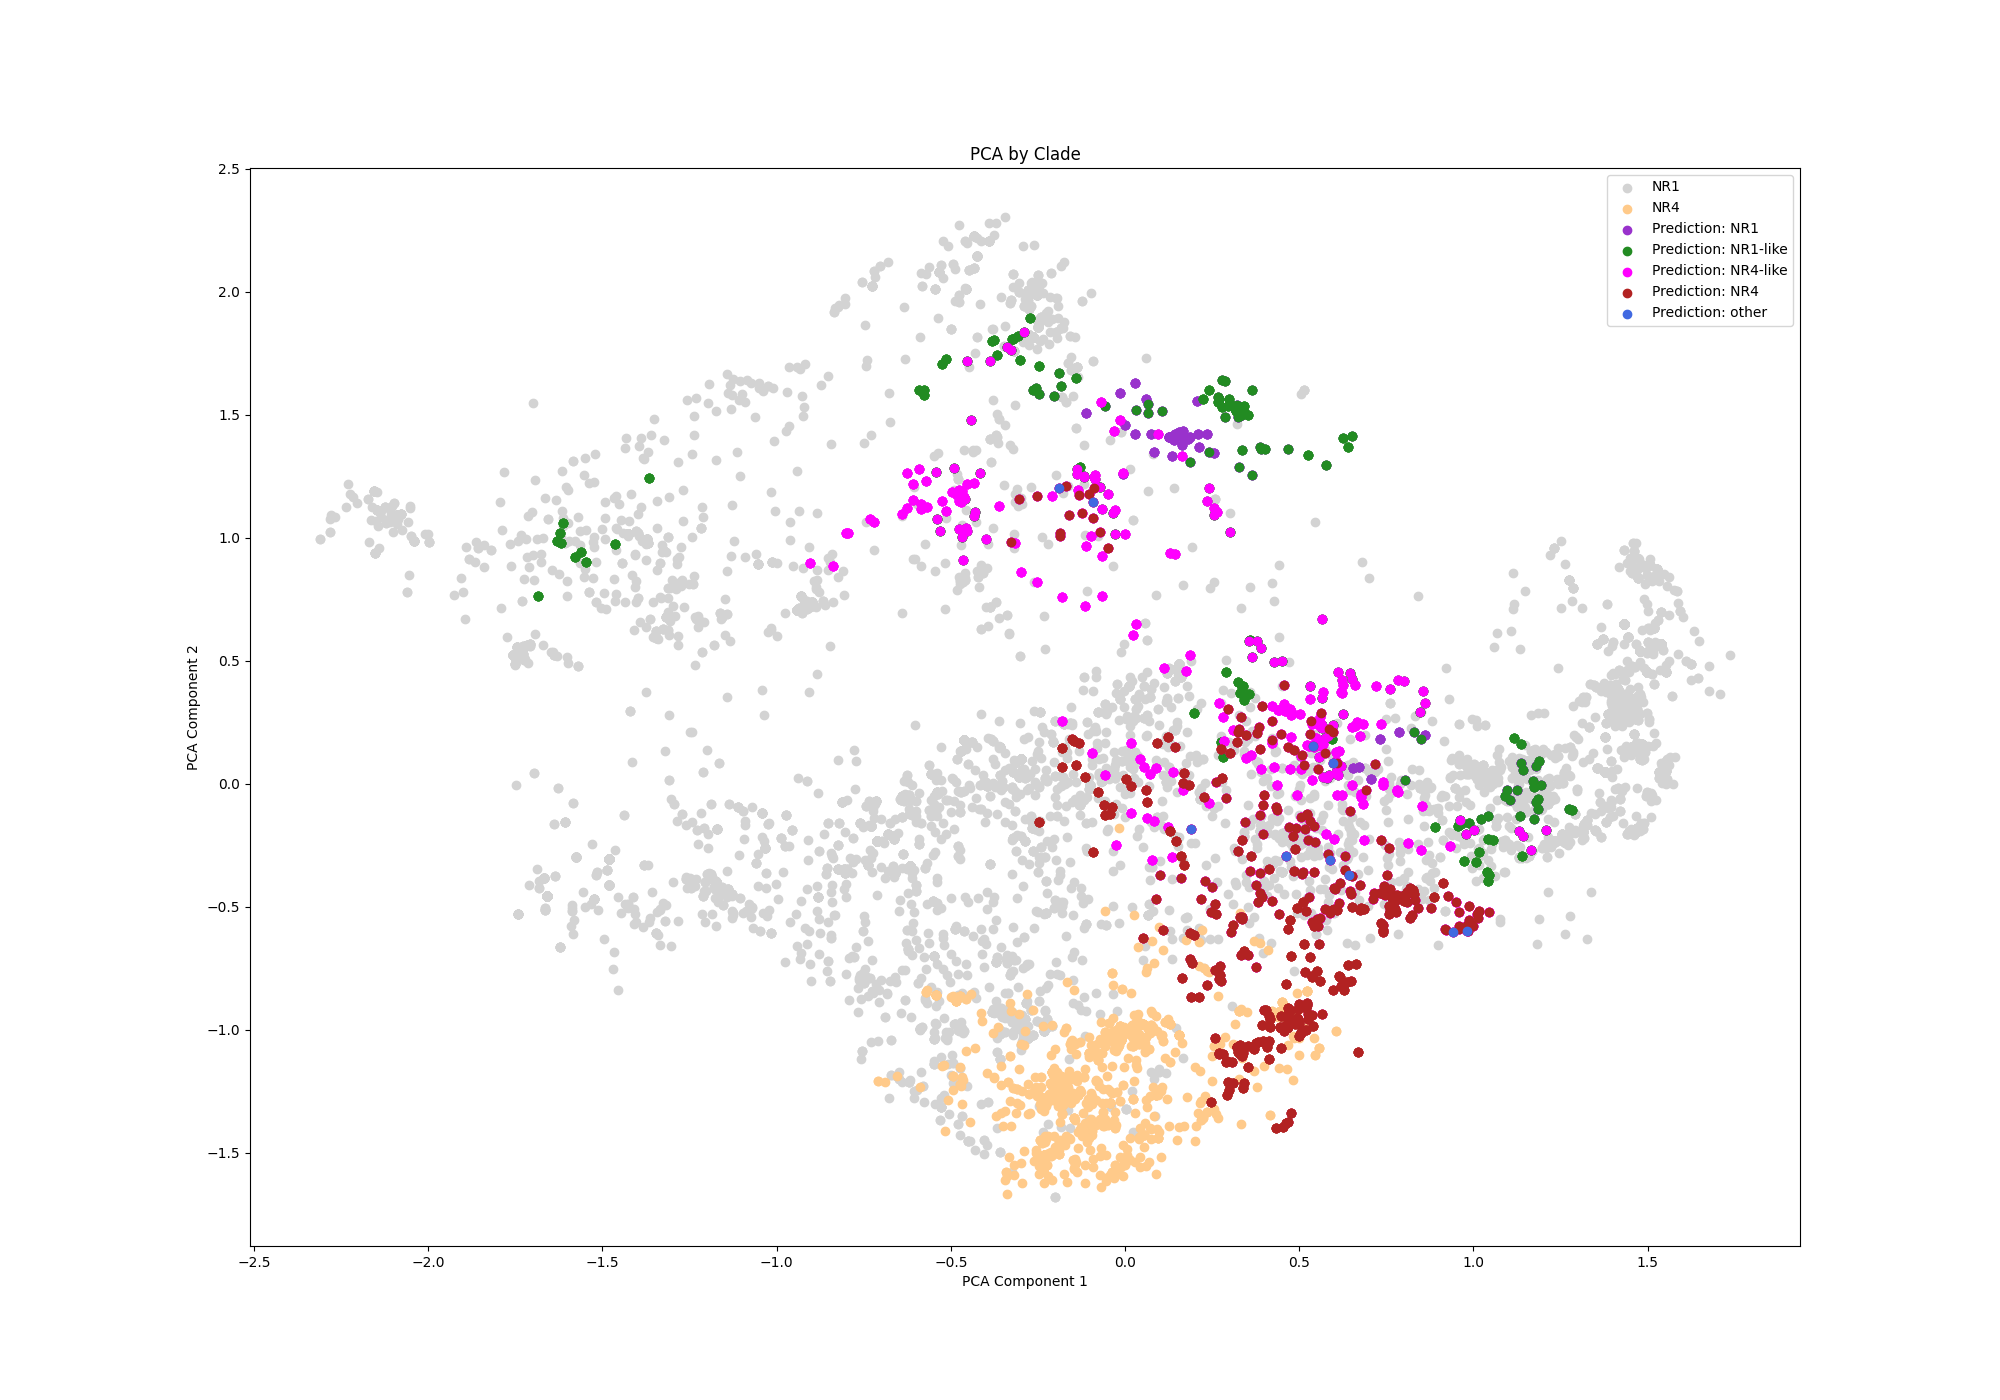 PCA by Clade
2.5
2.0
1.5
1.0
0.5
0.0
−0.5
−1.0
−1.5
PCA Component 2
NR1
NR4
Prediction: NR1
Prediction: NR1-like
Prediction: NR4-like
Prediction: NR4
Prediction: other
−2.5 −2.0 −1.5 −1.0 −0.5 0.0 0.5 1.0 1.5
PCA Component 1